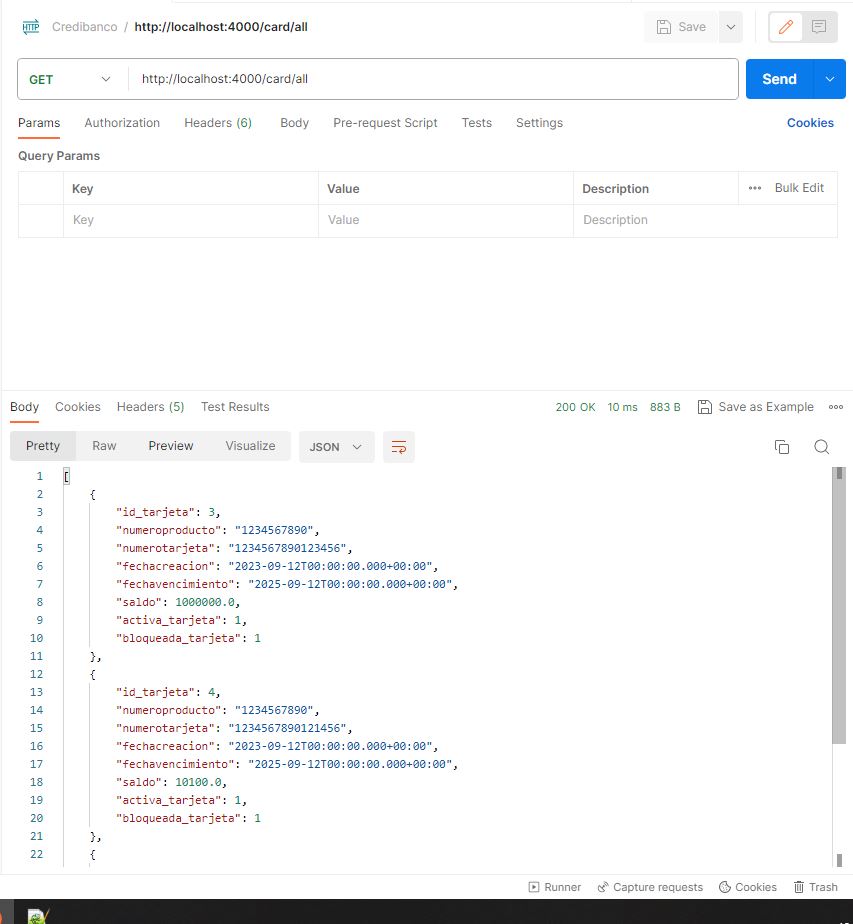 HTTP Credibanco / http://localhost:4000/card/all Save
GET http://localhost:4000/card/all Send
Params Authorization Headers (6) Body Pre-request Script Tests Settings Cookies
Query Params
Key Value Description ••• Bulk Edit
Key Value Description
Body Cookies Headers (5) Test Results 200 OK 10 ms 883 B Save as Example
Pretty Raw Preview Visualize JSON
1 [
2 {
3 "id_tarjeta": 3,
4 "numeroproducto": "1234567890",
5 "numerotarjeta": "1234567890123456",
6 "fechacreacion": "2023-09-12T00:00:00.000+00:00",
7 "fechavencimiento": "2025-09-12T00:00:00.000+00:00",
8 "saldo": 1000000.0,
9 "activa_tarjeta": 1,
10 "bloqueada_tarjeta": 1
11 },
12 {
13 "id_tarjeta": 4,
14 "numeroproducto": "1234567890",
15 "numerotarjeta": "1234567890121456",
16 "fechacreacion": "2023-09-12T00:00:00.000+00:00",
17 "fechavencimiento": "2025-09-12T00:00:00.000+00:00",
18 "saldo": 10100.0,
19 "activa_tarjeta": 1,
20 "bloqueada_tarjeta": 1
21 },
22 {
Runner Capture requests Cookies Trash